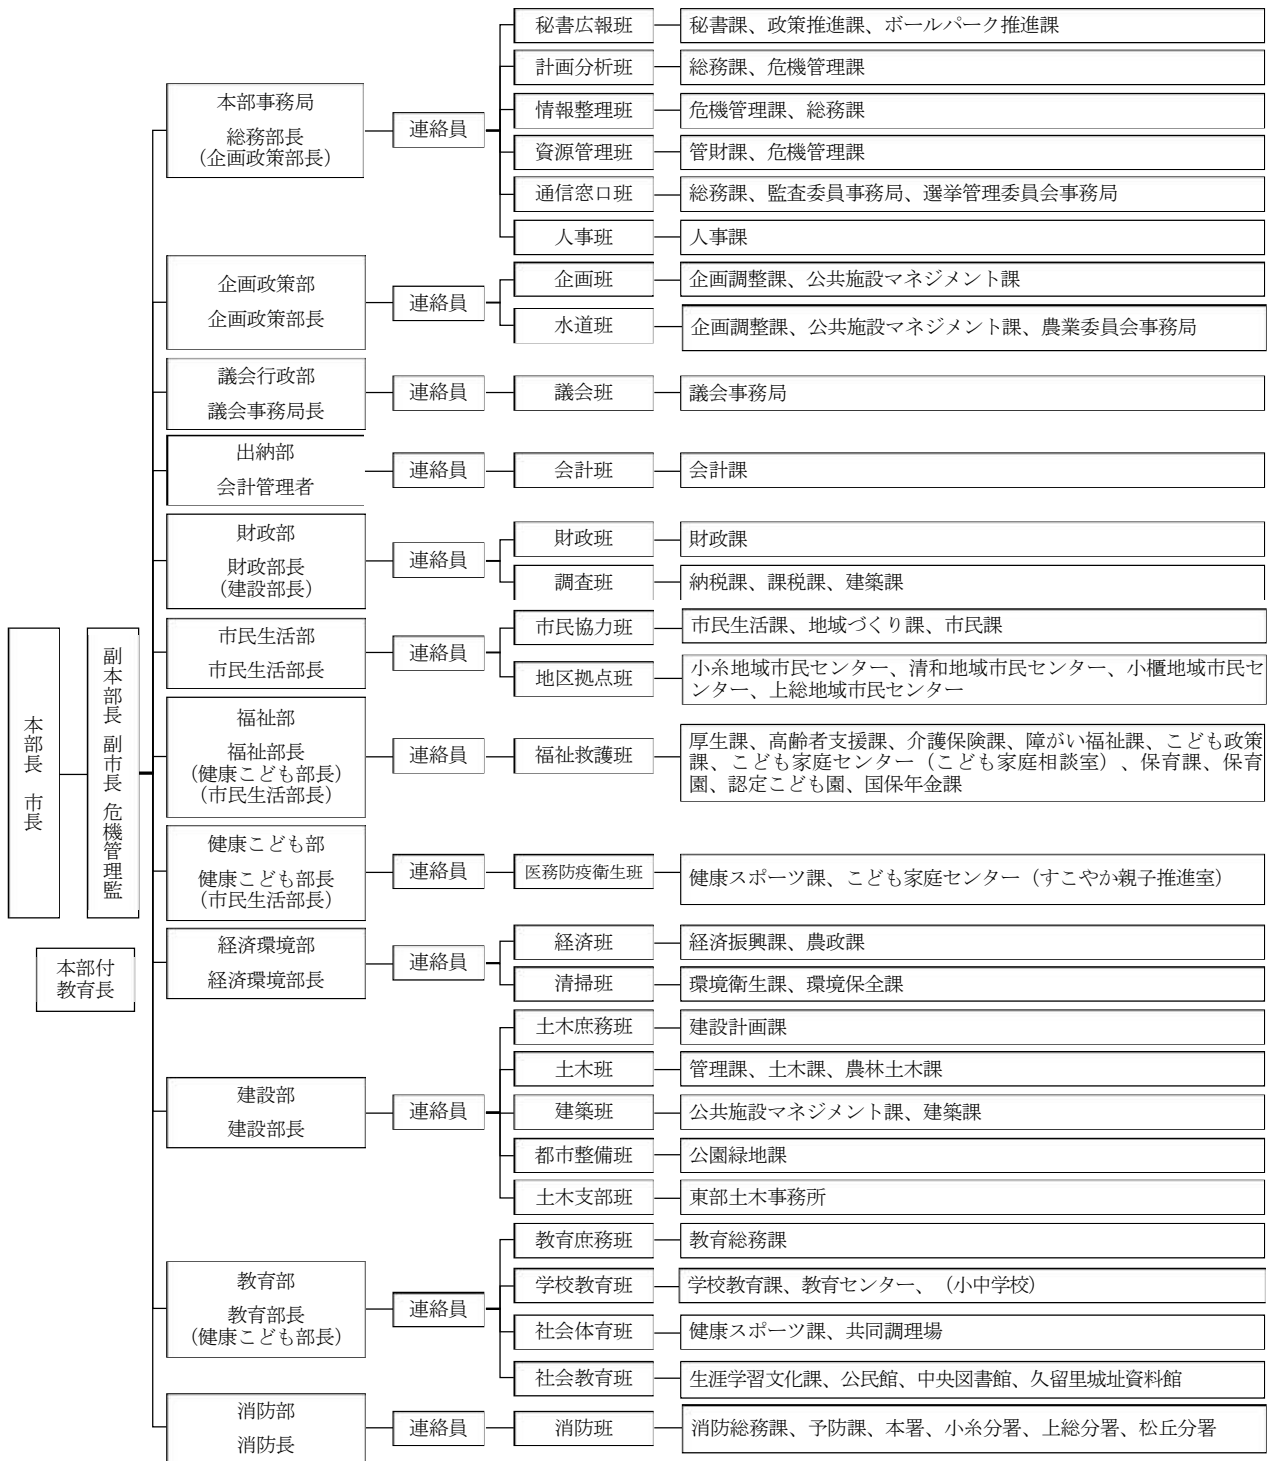 本部長 市長
副本部長 副市長 危機管理監
本部付
教育長
本部事務局
総務部長
（企画政策部長）
連絡員
秘書広報班
秘書課、政策推進課、ボールパーク推進課
計画分析班
総務課、危機管理課
情報整理班
危機管理課、総務課
資源管理班
管財課、危機管理課
通信窓口班
総務課、監査委員事務局、選挙管理委員会事務局
人事班
人事課
企画政策部
企画政策部長
連絡員
企画班
企画調整課、公共施設マネジメント課
水道班
企画調整課、公共施設マネジメント課、農業委員会事務局
議会行政部
議会事務局長
連絡員
議会班
議会事務局
出納部
会計管理者
連絡員
会計班
会計課
財政部
財政部長
（建設部長）
連絡員
財政班
財政課
調査班
納税課、課税課、建築課
市民生活部
市民生活部長
連絡員
市民協力班
市民生活課、地域づくり課、市民課
地区拠点班
小糸地域市民センター、清和地域市民センター、小櫃地域市民セ
ンター、上総地域市民センター
福祉部
福祉部長
（健康こども部長）
（市民生活部長）
連絡員
福祉救護班
厚生課、高齢者支援課、介護保険課、障がい福祉課、こども政策
課、こども家庭センター（こども家庭相談室）、保育課、保育
園、認定こども園、国保年金課
健康こども部
健康こども部長
（市民生活部長）
連絡員
医務防疫衛生班
健康スポーツ課、こども家庭センター（すこやか親子推進室）
経済環境部
経済環境部長
連絡員
経済班
経済振興課、農政課
清掃班
環境衛生課、環境保全課
建設部
建設部長
連絡員
土木庶務班
建設計画課
土木班
管理課、土木課、農林土木課
建築班
公共施設マネジメント課、建築課
都市整備班
公園緑地課
土木支部班
東部土木事務所
教育部
教育部長
（健康こども部長）
連絡員
教育庶務班
教育総務課
学校教育班
学校教育課、教育センター、（小中学校）
社会体育班
健康スポーツ課、共同調理場
社会教育班
生涯学習文化課、公民館、中央図書館、久留里城址資料館
消防部
消防長
連絡員
消防班
消防総務課、予防課、本署、小糸分署、上総分署、松丘分署